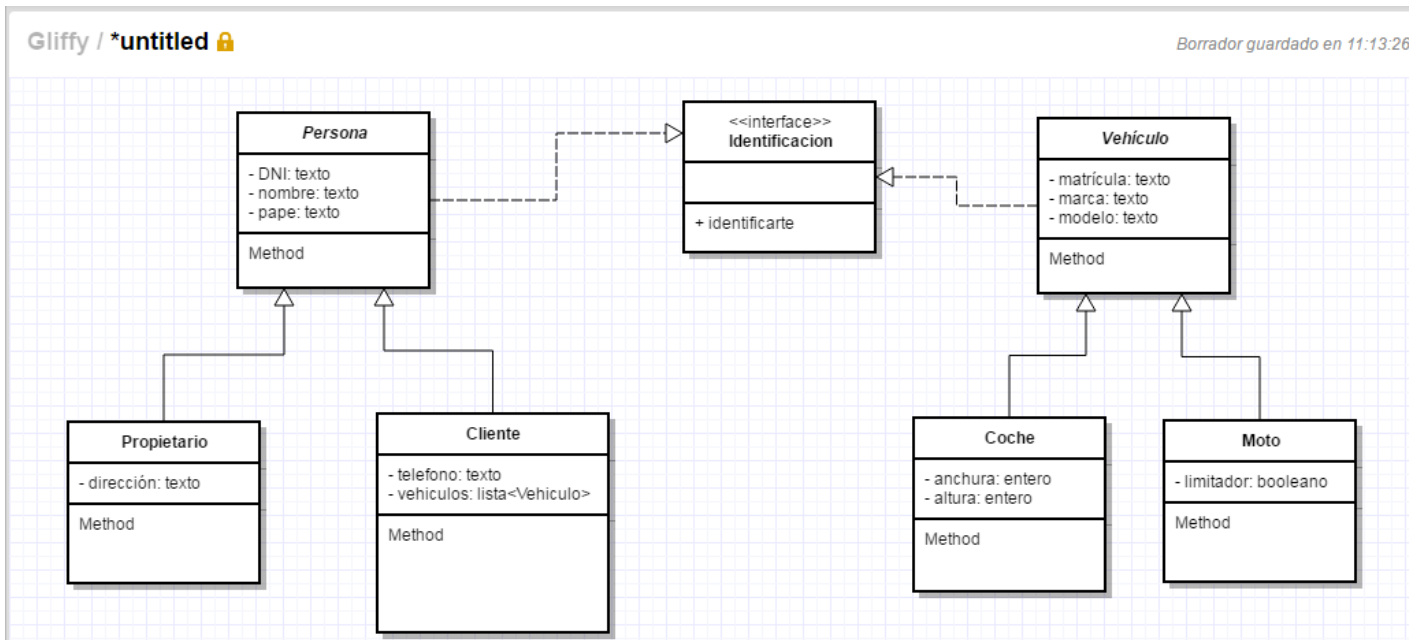 Gliffy / *untitled
Borrador guardado en 11:13:26
Persona
- DNI: texto
- nombre: texto
- pape: texto
Method
<<interface>>
Identificacion
+ identificarte
Vehículo
- matrícula: texto
- marca: texto
- modelo: texto
Method
Propietario
- dirección: texto
Method
Cliente
- telefono: texto
- vehiculos: lista<Vehiculo>
Method
Coche
- anchura: entero
- altura: entero
Method
Moto
- limitador: booleano
Method